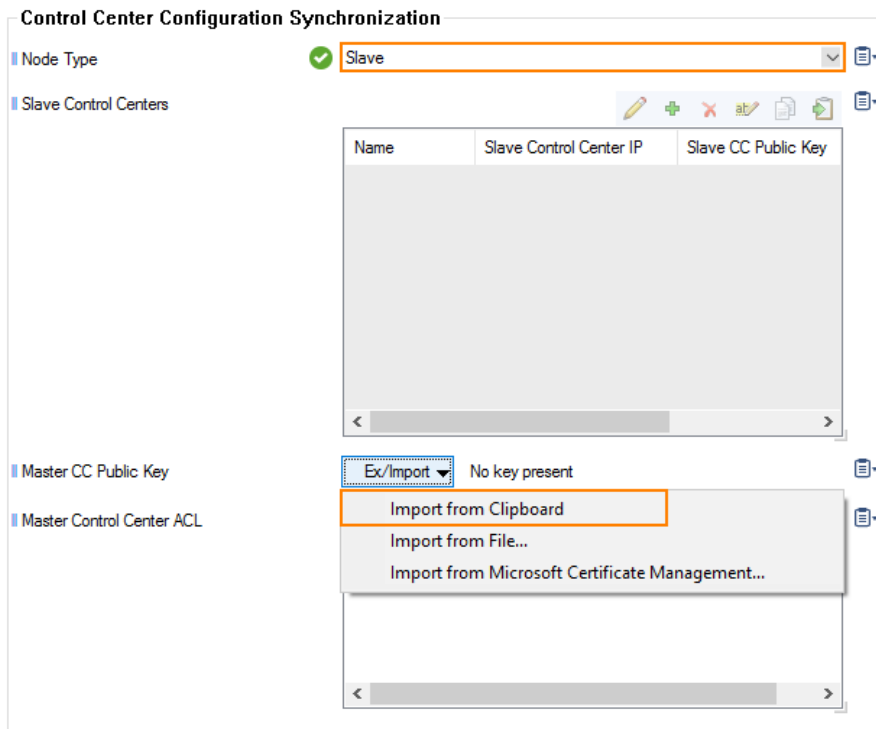 Control Center Configuration Synchronization
Node Type
Slave
Slave Control Centers
Name Slave Control Center IP Slave CC Public Key
Master CC Public Key
Ex/Import No key present
Import from Clipboard
Master Control Center ACL
Import from File...
Import from Microsoft Certificate Management...